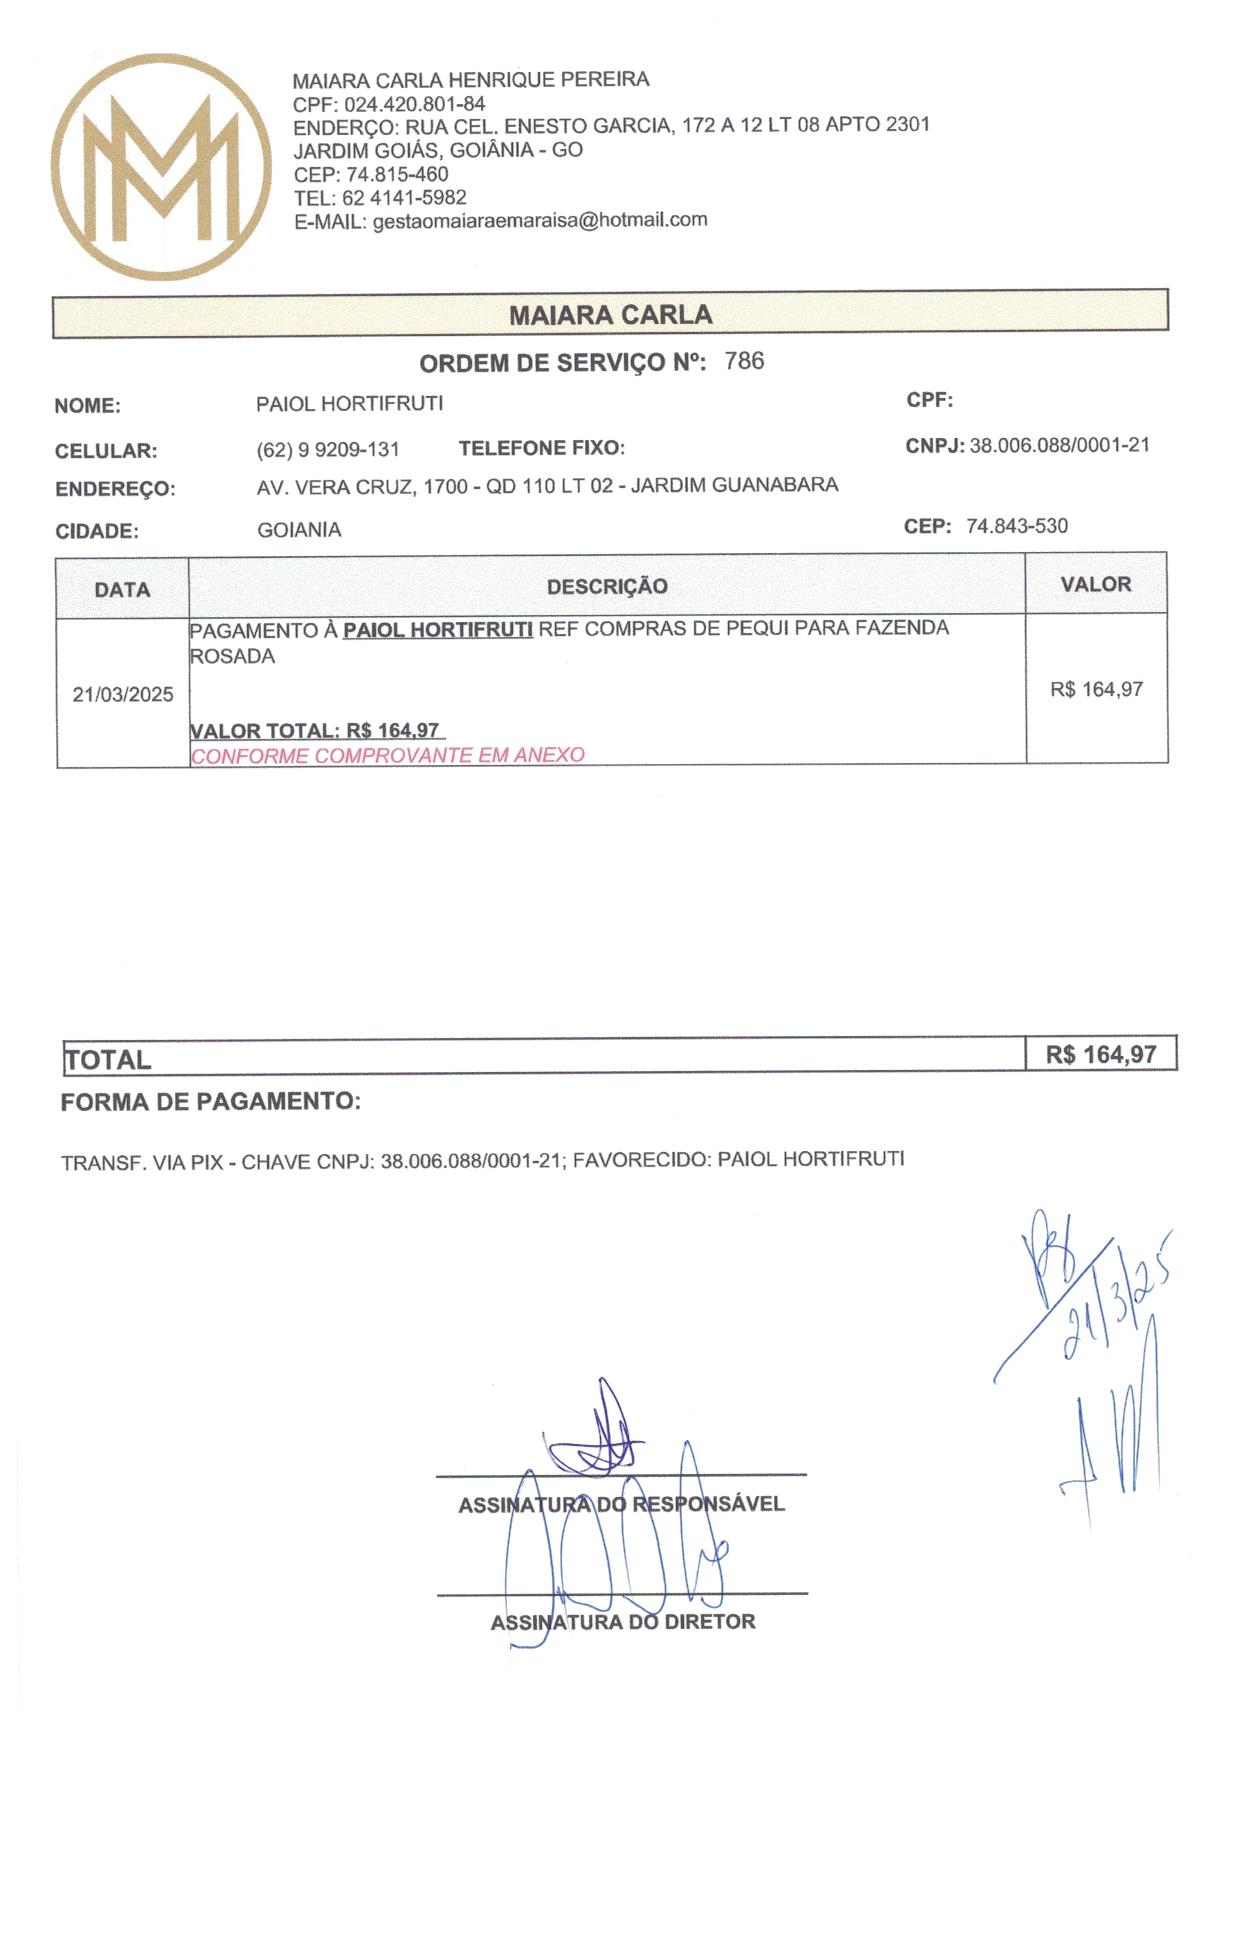 MAIARA CARLA HENRIQUE PEREIRA
CPF: 024.420.801-84
ENDERÇO: RUA CEL. ENESTO GARCIA, 172 A 12 LT 08 APTO 2301
JARDIM GOIÁS, GOIÂNIA - GO
CEP: 74.815-460
TEL: 62 4141-5982
E-MAIL: gestaomaiaraemaraisa@hotmail.com
MAIARA CARLA
ORDEM DE SERVIÇO Nº: 786
NOME: PAIOL HORTIFRUTI CPF:
CELULAR: (62) 9 9209-131 TELEFONE FIXO: CNPJ: 38.006.088/0001-21
ENDEREÇO: AV. VERA CRUZ, 1700 - QD 110 LT 02 - JARDIM GUANABARA
CIDADE: GOIANIA CEP: 74.843-530
DATA DESCRIÇÃO VALOR
PAGAMENTO À PAIOL HORTIFRUTI REF COMPRAS DE PEQUI PARA FAZENDA
ROSADA
21/03/2025 R$ 164,97
VALOR TOTAL: R$ 164,97
CONFORME COMPROVANTE EM ANEXO
TOTAL R$ 164,97
FORMA DE PAGAMENTO:
TRANSF. VIA PIX - CHAVE CNPJ: 38.006.088/0001-21; FAVORECIDO: PAIOL HORTIFRUTI
21/3/25
ASSINATURA DO RESPONSÁVEL
ASSINATURA DO DIRETOR